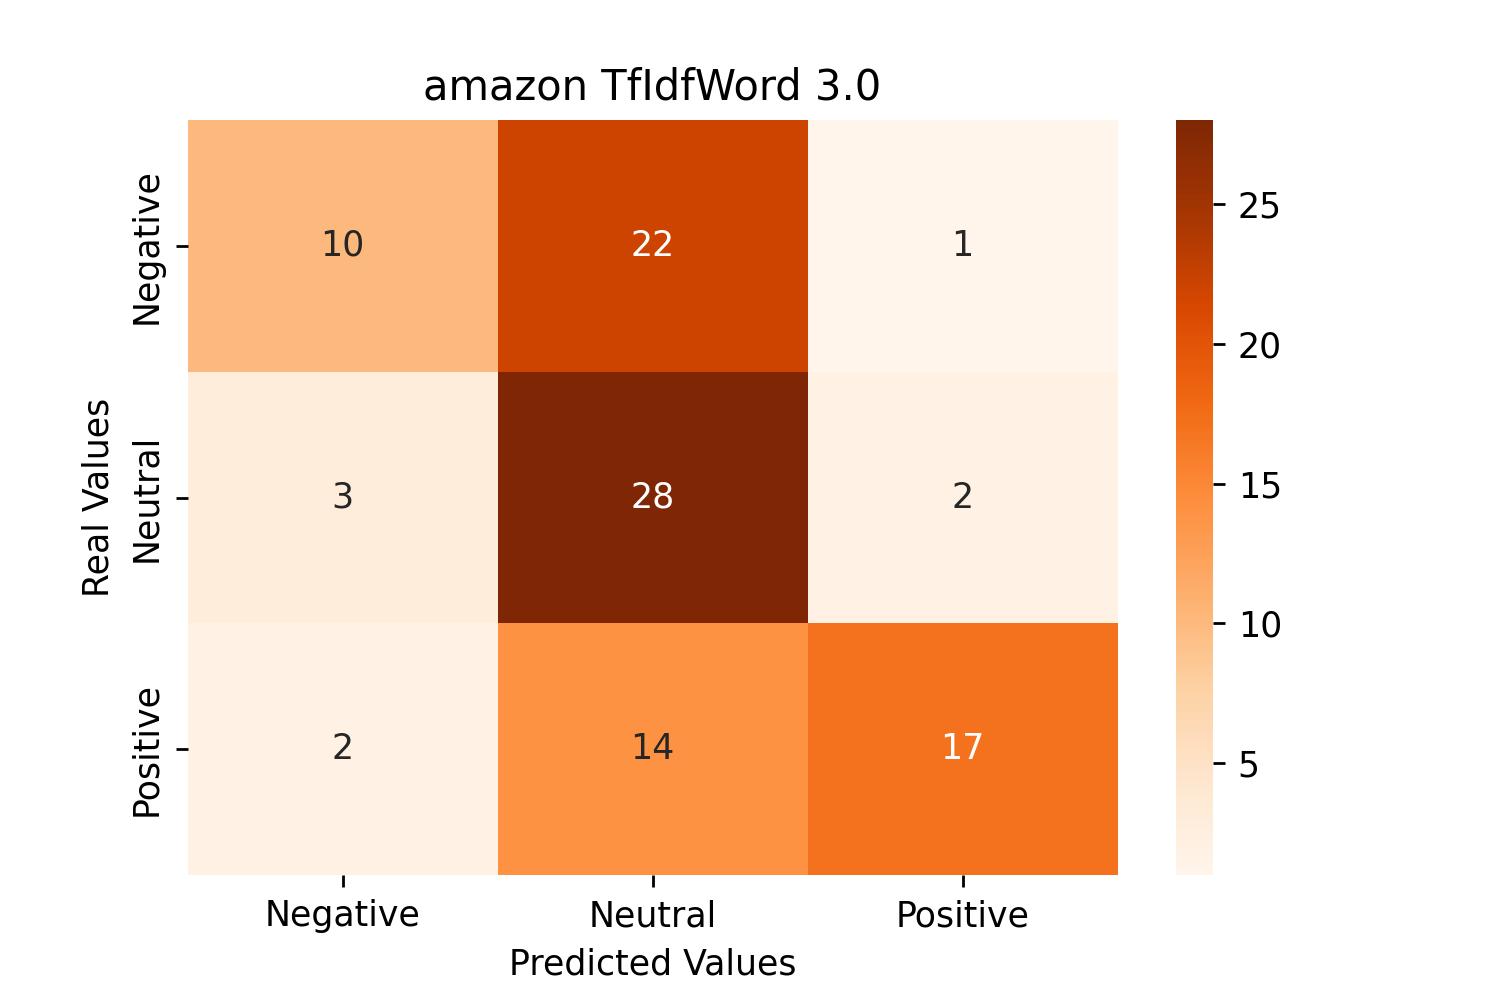 amazon TfIdfWord 3.0
Real Values
Negative
10 22 1
Neutral
3 28 2
Positive
2 14 17
Negative Neutral Positive
Predicted Values
25
20
15
10
5